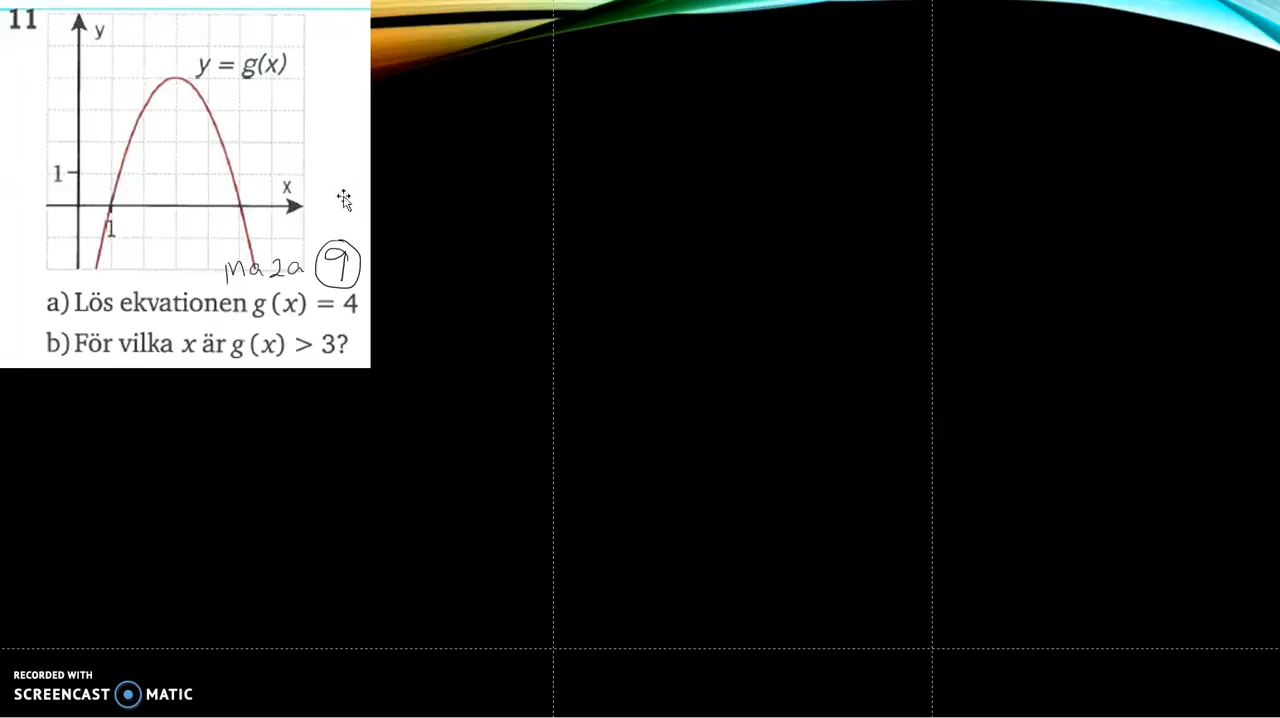 11
y
y = g(x)
1
x
1
ma2a 9
a) Lös ekvationen g (x) = 4
b) För vilka x är g (x) > 3?
RECORDED WITH
SCREENCAST MATIC